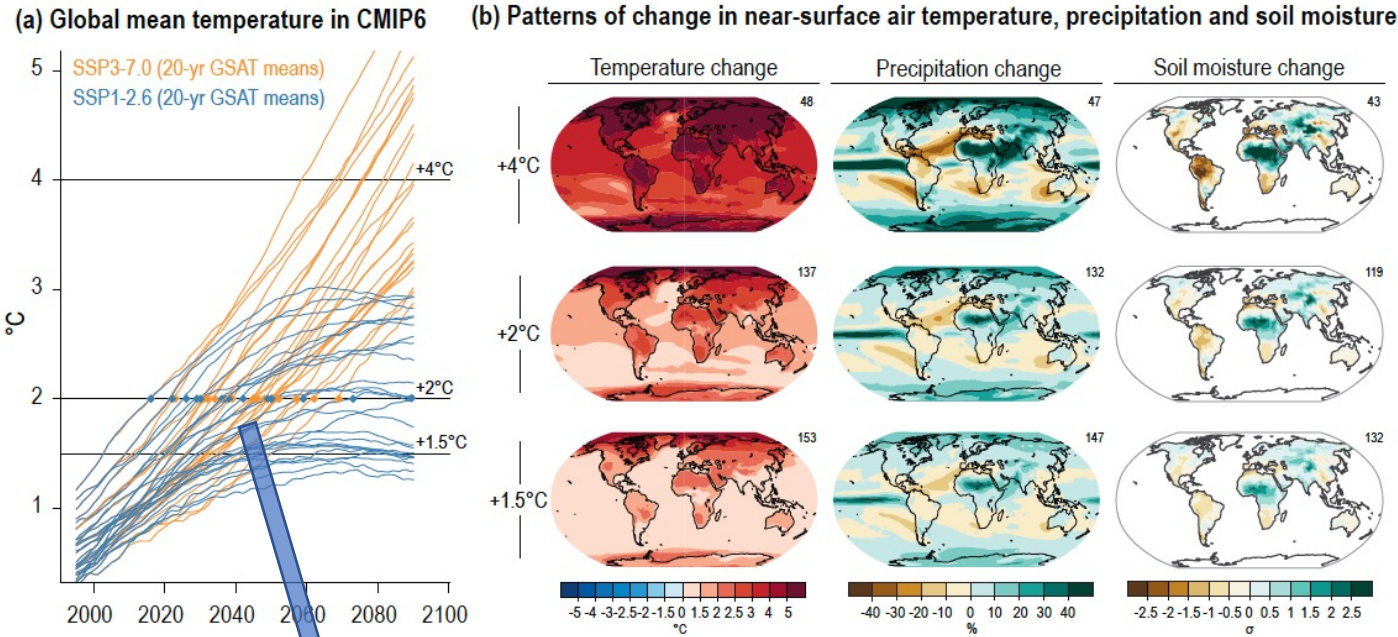 (a) Global mean temperature in CMIP6
(b) Patterns of change in near-surface air temperature, precipitation and soil moisture
SSP3-7.0 (20-yr GSAT means)
SSP1-2.6 (20-yr GSAT means)
°C
5
4
3
2
1
+4°C
+2°C
+1.5°C
2000 2020 2040 2060 2080 2100
Temperature change
Precipitation change
Soil moisture change
+4°C
48
47
43
+2°C
137
132
119
+1.5°C
153
147
132
-5 -4 -3 -2.5 -2 -1.5 0 1.5 2 2.5 3 4 5
°C
-40 -30 -20 -10 0 10 20 30 40
%
-2.5 -2 -1.5 -1 -0.5 0 0.5 1 1.5 2 2.5
σ